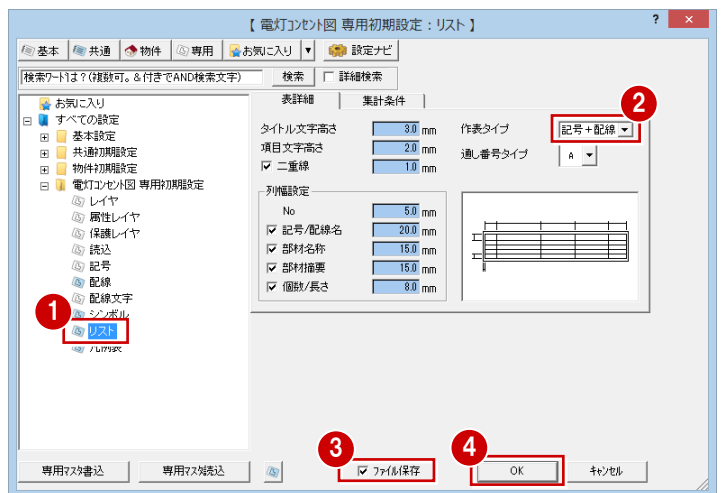 【 電灯コンセント図 専用初期設定：リスト 】 ? ×
基本 共通 物件 専用 お気に入り ▼ 設定ナビ
検索ワードは？(複数可。＆付きでAND検索文字) 検索 詳細検索
お気に入り
すべての設定
基本設定
共通初期設定
物件初期設定
電灯コンセント図 専用初期設定
レイヤ
属性レイヤ
保護レイヤ
読込
記号
配線
配線文字
シンボル
1
リスト
凡例表
表詳細 集計条件
タイトル文字高さ 3.0 mm
項目文字高さ 2.0 mm
二重線 1.0 mm
列幅設定
No 5.0 mm
記号/配線名 20.0 mm
部材名称 15.0 mm
部材摘要 15.0 mm
個数/長さ 8.0 mm
2
作表タイプ 記号＋配線
通し番号タイプ A
3 4
専用マスタ書込 専用マスタ読込 ファイル保存 OK キャンセル